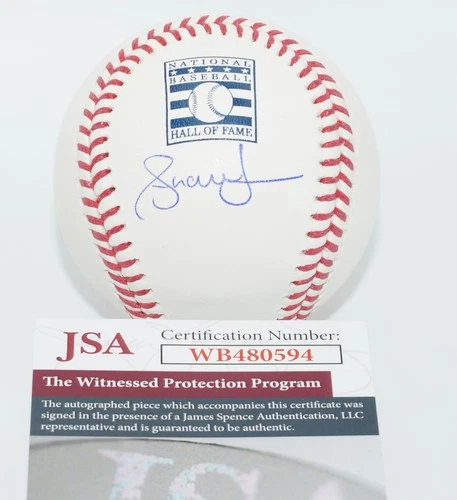 NATIONAL
BASEBALL
HALL OF FAME
JSA
Certification Number:
WB480594
The Witnessed Protection Program
The autographed piece which accompanies this certificate was
signed in the presence of a James Spence Authentication, LLC
representative and is guaranteed to be authentic.